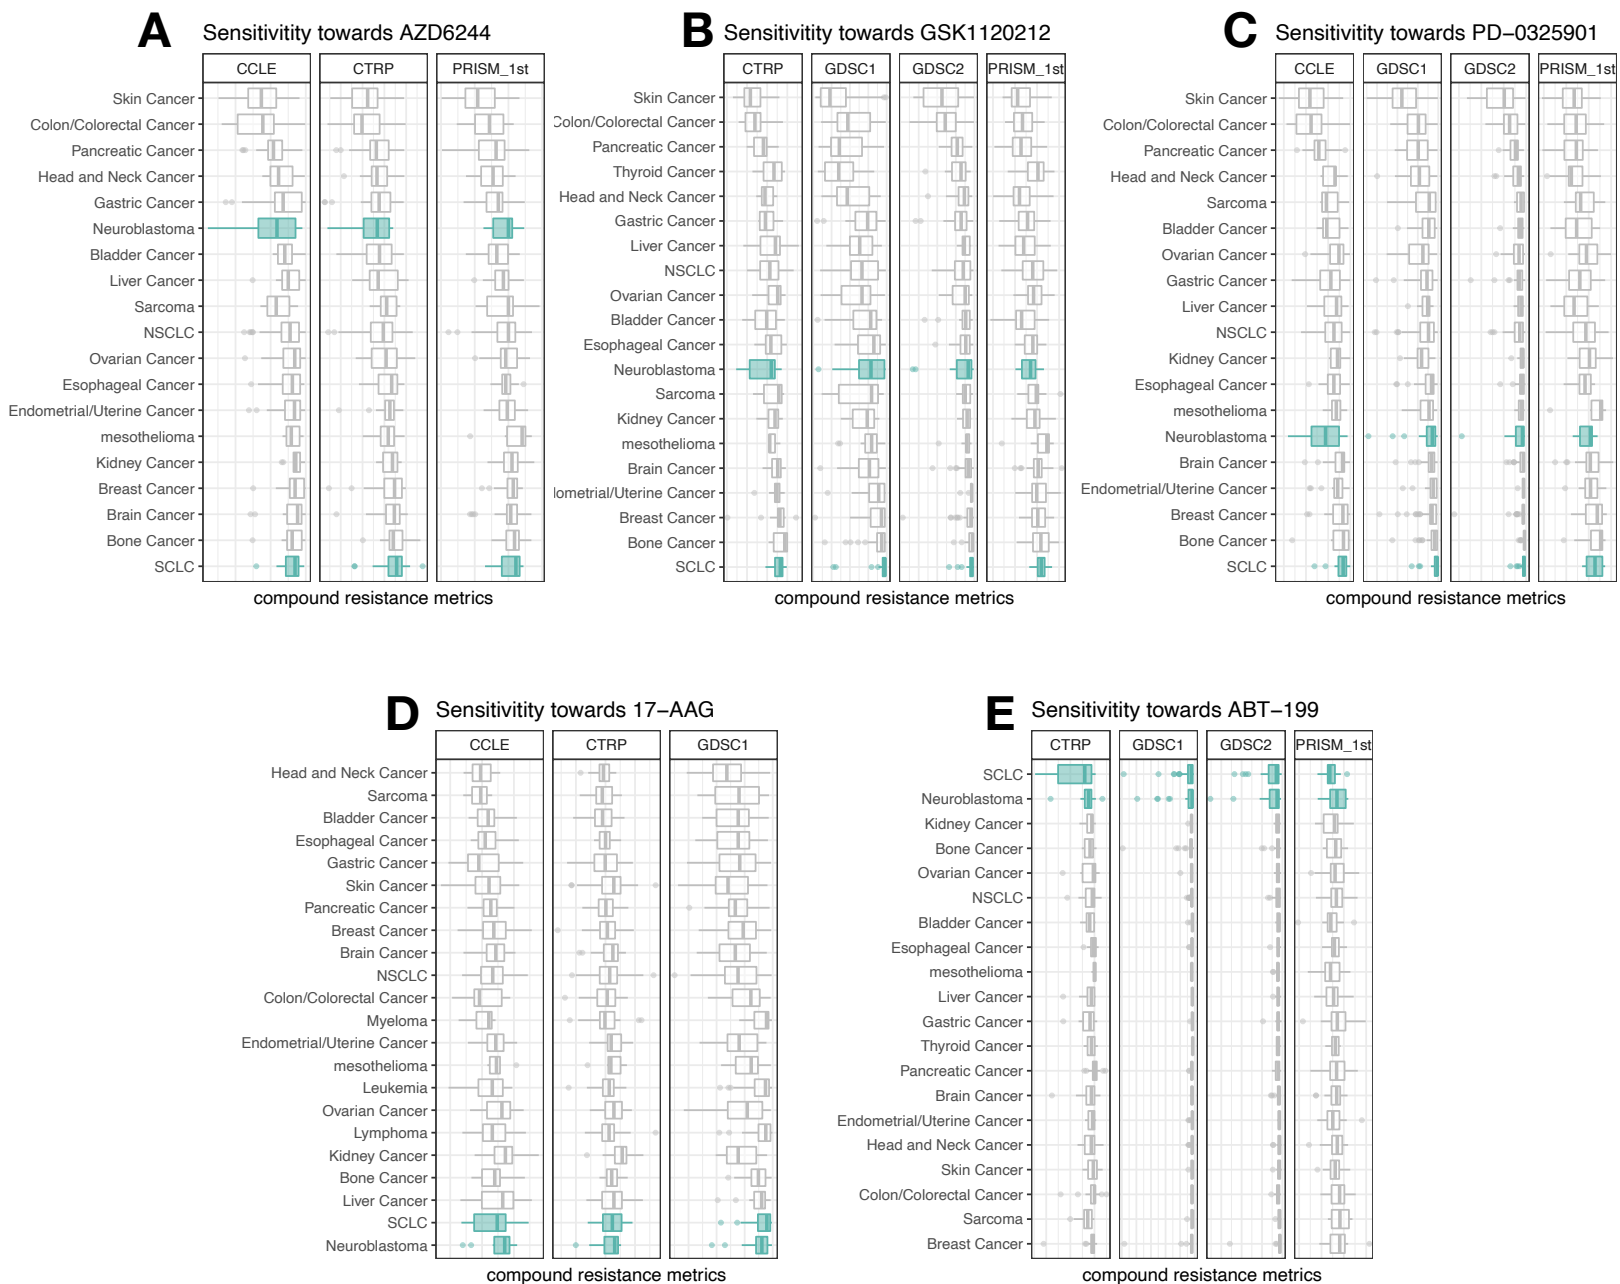 A
Sensitivitity towards AZD6244
CCLE
CTRP
PRISM_1st
Skin Cancer
Colon/Colorectal Cancer
Pancreatic Cancer
Head and Neck Cancer
Gastric Cancer
Neuroblastoma
Bladder Cancer
Liver Cancer
Sarcoma
NSCLC
Ovarian Cancer
Esophageal Cancer
Endometrial/Uterine Cancer
mesothelioma
Kidney Cancer
Breast Cancer
Brain Cancer
Bone Cancer
SCLC
compound resistance metrics
B
Sensitivitity towards GSK1120212
CTRP
GDSC1
GDSC2
PRISM_1st
Skin Cancer
Colon/Colorectal Cancer
Pancreatic Cancer
Thyroid Cancer
Head and Neck Cancer
Gastric Cancer
Liver Cancer
NSCLC
Ovarian Cancer
Bladder Cancer
Esophageal Cancer
Neuroblastoma
Sarcoma
Kidney Cancer
mesothelioma
Brain Cancer
lometrial/Uterine Cancer
Breast Cancer
Bone Cancer
SCLC
compound resistance metrics
C
Sensitivitity towards PD−0325901
CCLE
GDSC1
GDSC2
PRISM_1st
Skin Cancer
Colon/Colorectal Cancer
Pancreatic Cancer
Head and Neck Cancer
Sarcoma
Bladder Cancer
Ovarian Cancer
Gastric Cancer
Liver Cancer
NSCLC
Kidney Cancer
Esophageal Cancer
mesothelioma
Neuroblastoma
Brain Cancer
Endometrial/Uterine Cancer
Breast Cancer
Bone Cancer
SCLC
compound resistance metrics
D
Sensitivitity towards 17−AAG
CCLE
CTRP
GDSC1
Head and Neck Cancer
Sarcoma
Bladder Cancer
Esophageal Cancer
Gastric Cancer
Skin Cancer
Pancreatic Cancer
Breast Cancer
Brain Cancer
NSCLC
Colon/Colorectal Cancer
Myeloma
Endometrial/Uterine Cancer
mesothelioma
Leukemia
Ovarian Cancer
Lymphoma
Kidney Cancer
Bone Cancer
Liver Cancer
SCLC
Neuroblastoma
compound resistance metrics
E
Sensitivitity towards ABT−199
CTRP
GDSC1
GDSC2
PRISM_1st
SCLC
Neuroblastoma
Kidney Cancer
Bone Cancer
Ovarian Cancer
NSCLC
Bladder Cancer
Esophageal Cancer
mesothelioma
Liver Cancer
Gastric Cancer
Thyroid Cancer
Pancreatic Cancer
Brain Cancer
Endometrial/Uterine Cancer
Head and Neck Cancer
Skin Cancer
Colon/Colorectal Cancer
Sarcoma
Breast Cancer
compound resistance metrics